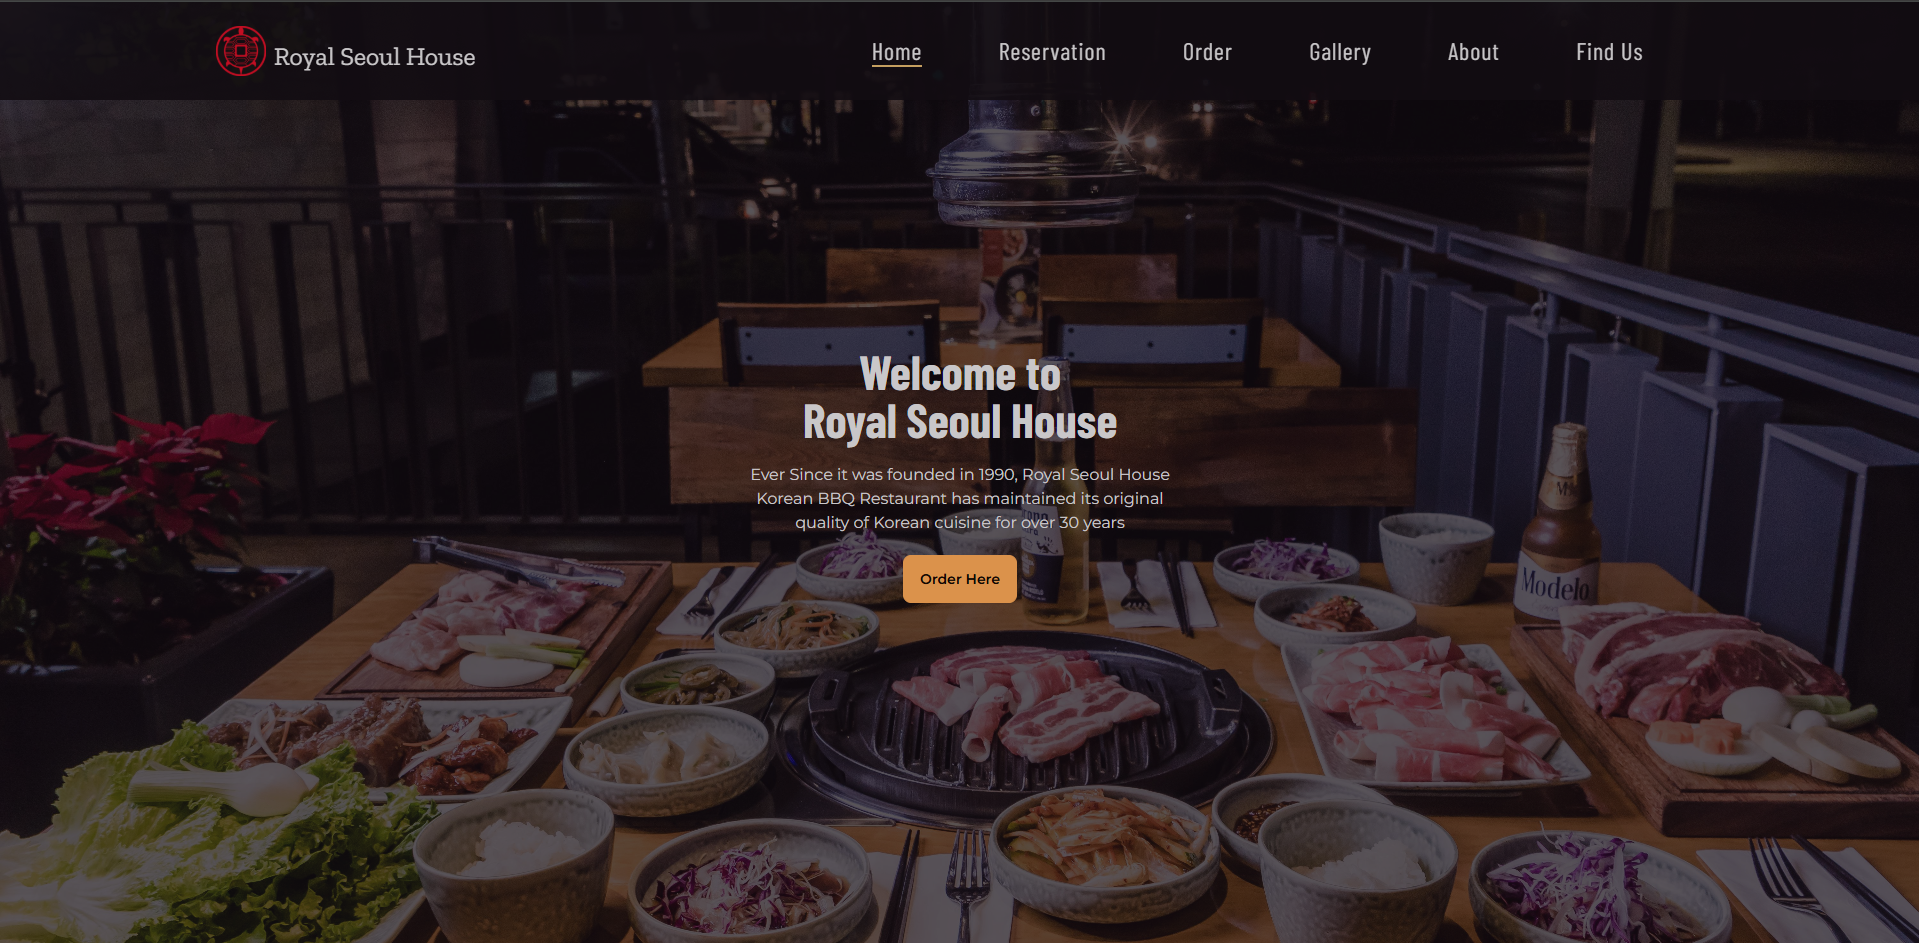 Royal Seoul House
Home Reservation Order Gallery About Find Us
Welcome to
Royal Seoul House
Ever Since it was founded in 1990, Royal Seoul House
Korean BBQ Restaurant has maintained its original
quality of Korean cuisine for over 30 years
Order Here
Modelo